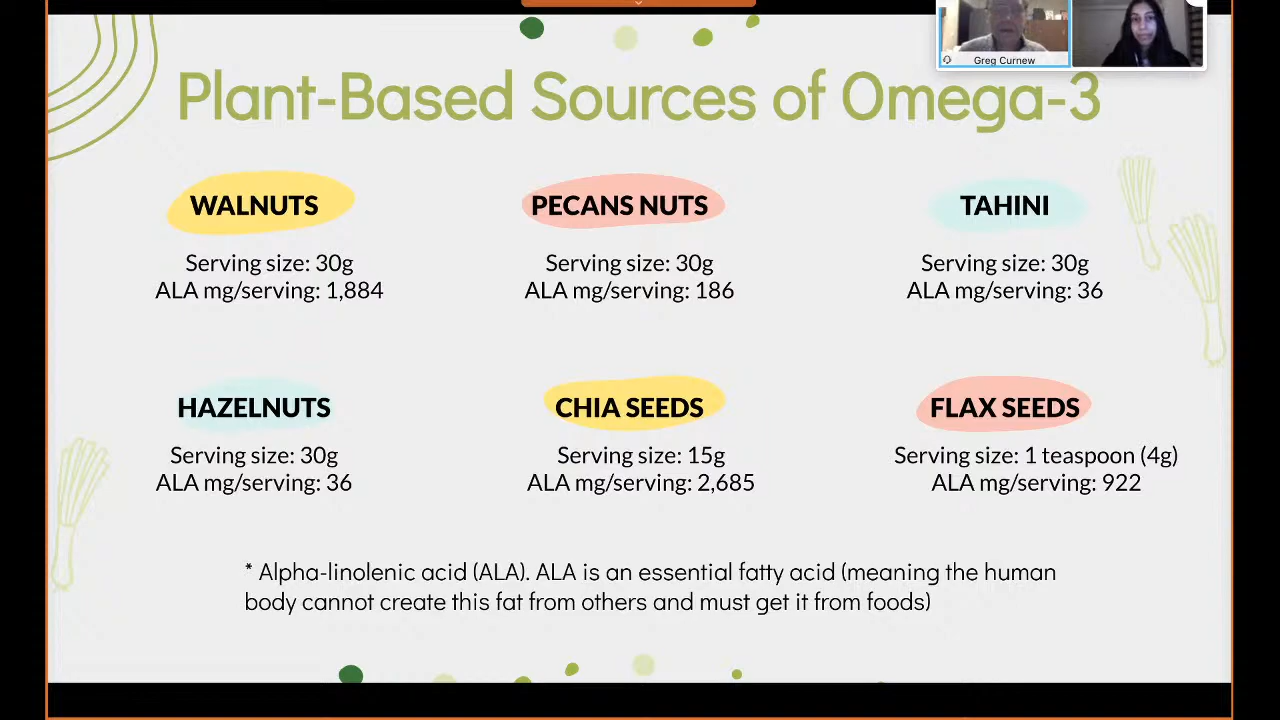 Greg Curnew
Plant-Based Sources of Omega-3
WALNUTS
Serving size: 30g
ALA mg/serving: 1,884
PECANS NUTS
Serving size: 30g
ALA mg/serving: 186
TAHINI
Serving size: 30g
ALA mg/serving: 36
HAZELNUTS
Serving size: 30g
ALA mg/serving: 36
CHIA SEEDS
Serving size: 15g
ALA mg/serving: 2,685
FLAX SEEDS
Serving size: 1 teaspoon (4g)
ALA mg/serving: 922
* Alpha-linolenic acid (ALA). ALA is an essential fatty acid (meaning the human
body cannot create this fat from others and must get it from foods)